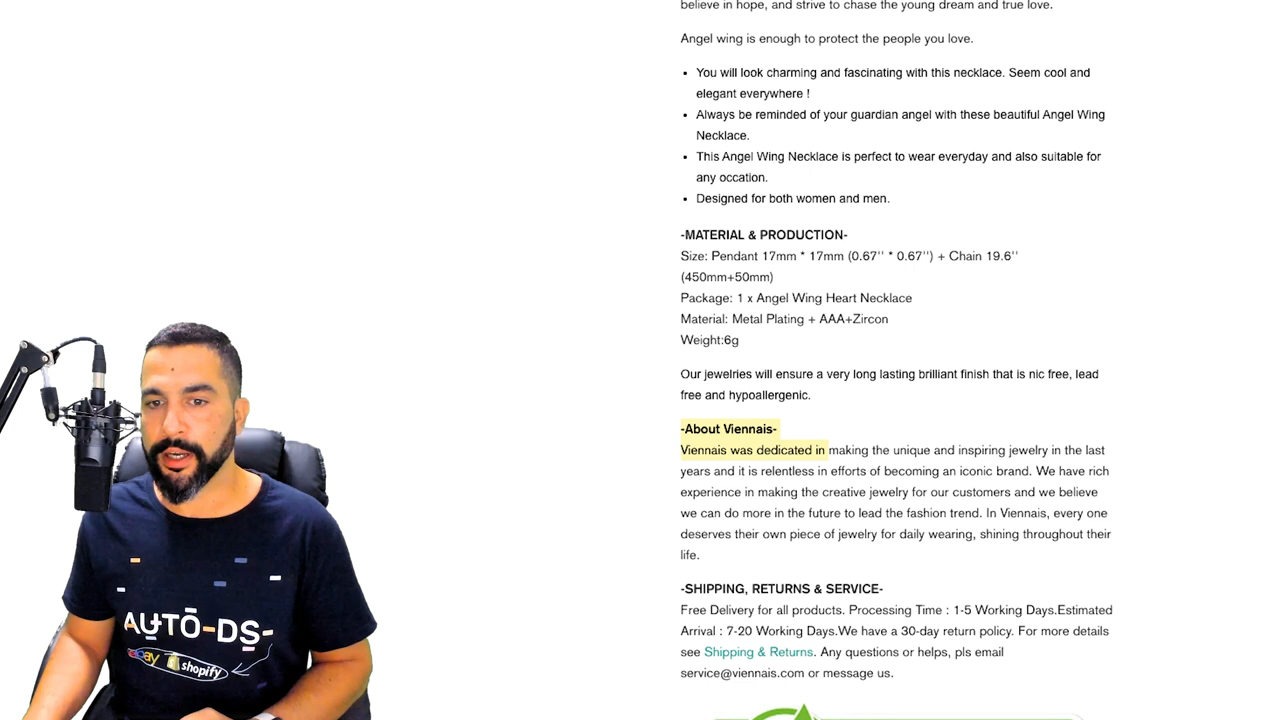 believe in hope, and strive to chase the young dream and true love.
Angel wing is enough to protect the people you love.
You will look charming and fascinating with this necklace. Seem cool and
elegant everywhere !
Always be reminded of your guardian angel with these beautiful Angel Wing
Necklace.
This Angel Wing Necklace is perfect to wear everyday and also suitable for
any occation.
Designed for both women and men.
-MATERIAL & PRODUCTION-
Size: Pendant 17mm * 17mm (0.67'' * 0.67'') + Chain 19.6''
(450mm+50mm)
Package: 1 x Angel Wing Heart Necklace
Material: Metal Plating + AAA+Zircon
Weight:6g
Our jewelries will ensure a very long lasting brilliant finish that is nic free, lead
free and hypoallergenic.
-About Viennais-
Viennais was dedicated in making the unique and inspiring jewelry in the last
years and it is relentless in efforts of becoming an iconic brand. We have rich
experience in making the creative jewelry for our customers and we believe
we can do more in the future to lead the fashion trend. In Viennais, every one
deserves their own piece of jewelry for daily wearing, shining throughout their
life.
-SHIPPING, RETURNS & SERVICE-
Free Delivery for all products. Processing Time : 1-5 Working Days.Estimated
Arrival : 7-20 Working Days.We have a 30-day return policy. For more details
see Shipping & Returns. Any questions or helps, pls email
service@viennais.com or message us.
AUTO-DS-
ebay shopify